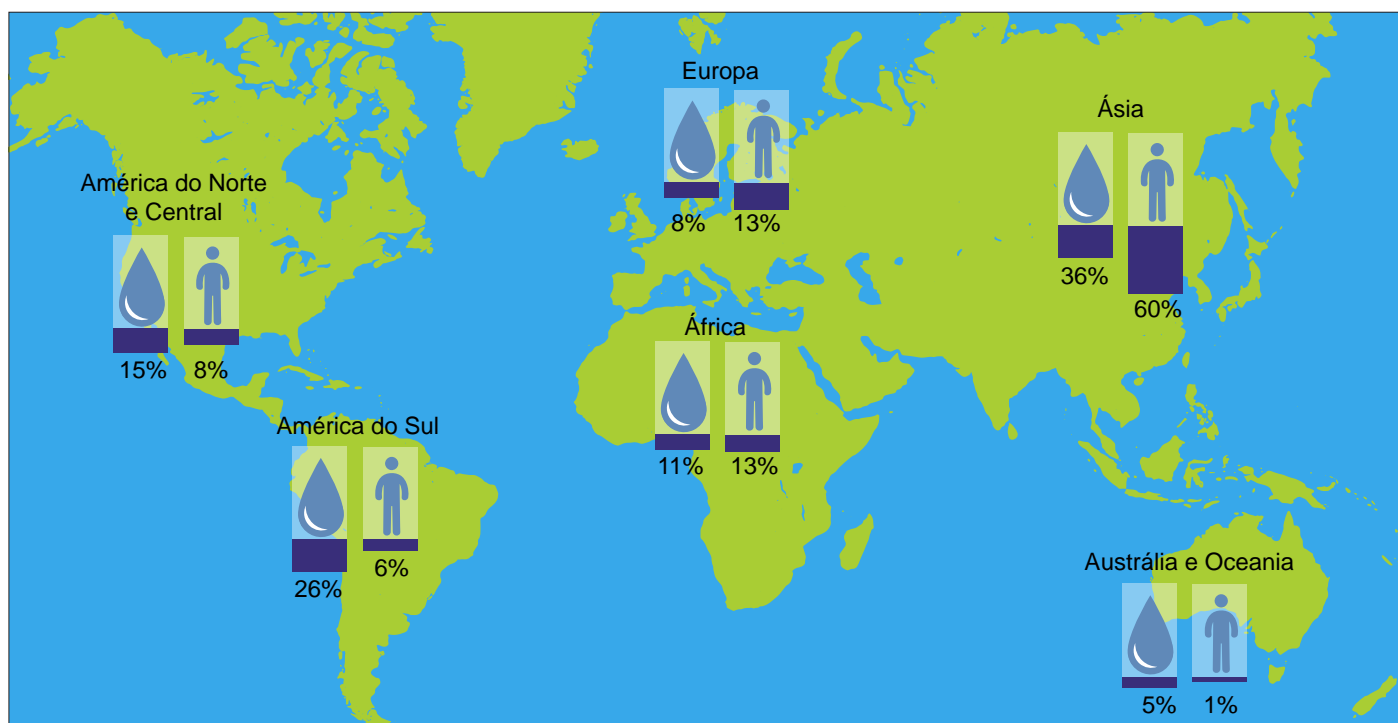 Europa
8% 13%
Ásia
36%
60%
América do Norte
e Central
15% 8%
África
11% 13%
América do Sul
26%
6%
Austrália e Oceania
5% 1%